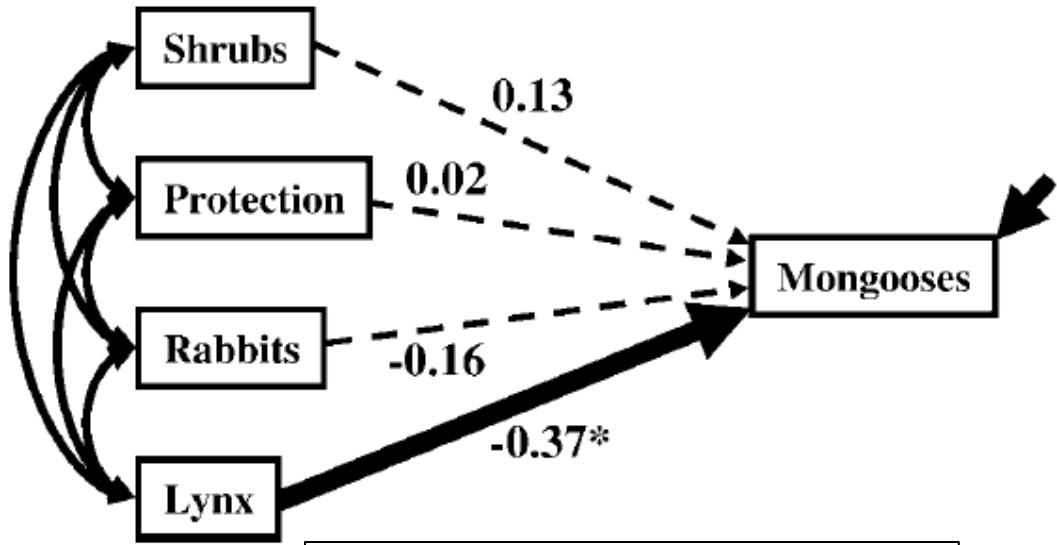 Shrubs
0.13
Protection
0.02
Mongooses
Rabbits
-0.16
-0.37*
Lynx